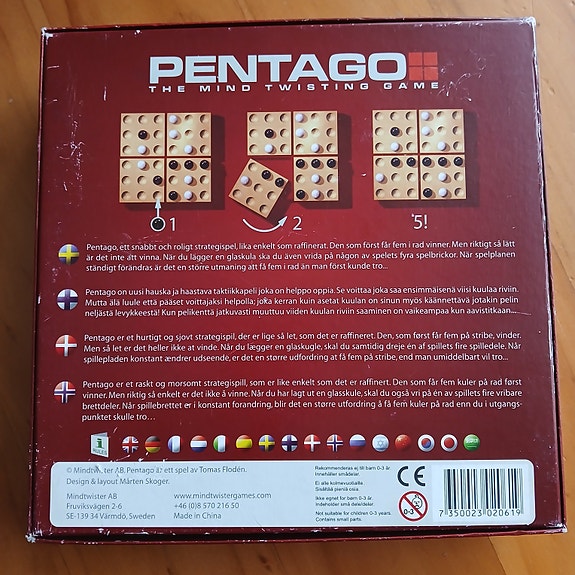 PENTAGO
THE MIND TWISTING GAME
1
2
5!
Pentago, ett snabbt och roligt strategispel, lika enkelt som raffinerat. Den som först får fem i rad vinner. Men riktigt så lätt
är det inte att vinna. När du lägger en glaskula ska du även vrida på någon av spelets fyra spelbrickor. När spelplanen
ständigt förändras är det en större utmaning att få fem i rad än man först kunde tro...
Pentago on uusi hauska ja haastava taktiikkapeli joka on helppo oppia. Se voittaa joka saa ensimmäisenä viisi kuulaa riviin.
Mutta älä luule että pääset voittajaksi helpolla; joka kerran kuin asetat kuulan on sinun myös käännettävä jotakin pelin
neljästä levykkeestä! Kun pelikenttä jatkuvasti muuttuu viiden kuulan riviin saaminen on vaikeampaa kun aavistitkaan....
Pentago er et hurtigt og sjovt strategispil, der er lige så let, som det er raffineret. Den, som først får fem på stribe, vinder.
Men så let er det heller ikke at vinde. Når du lægger en glaskugle, skal du samtidig dreje én af spillets fire spilledele. Når
spillepladen konstant ændrer udseende, er det en større udfordring at få fem på stribe, end man umiddelbart vil tro...
Pentago er et raskt og morsomt strategispill, som er like enkelt som det er raffinert. Den som får fem kuler på rad først
vinner. Men riktig så enkelt er det ikke å vinne. Når du har lagt ut en glasskule, skal du også vri på én av spillets fire vribare
brettdeler. Når spillebrettet er i konstant forandring, blir det en større utfordring å få fem kuler på rad enn du i utgangs-
punktet skulle tro...
i RULES
© Mindtwister AB, Pentago är ett spel av Tomas Flodén.
Design & layout Mårten Skoger.
Mindtwister AB www.mindtwistergames.com
Fruviksvägen 2-6 +46 (0)8 570 216 50
SE-139 34 Värmdö, Sweden Made in China
Rekommenderas ej till barn 0-3 år.
Innehåller smådelar.
Ei alle kolmevuotiaille.
Sisältää pieniä osia.
Ikke egnet for barn 0-3 år.
Indeholder små dele/deler
Not suitable for children 0-3 years.
Contains small parts.
CE
0-3
7 350023 020619